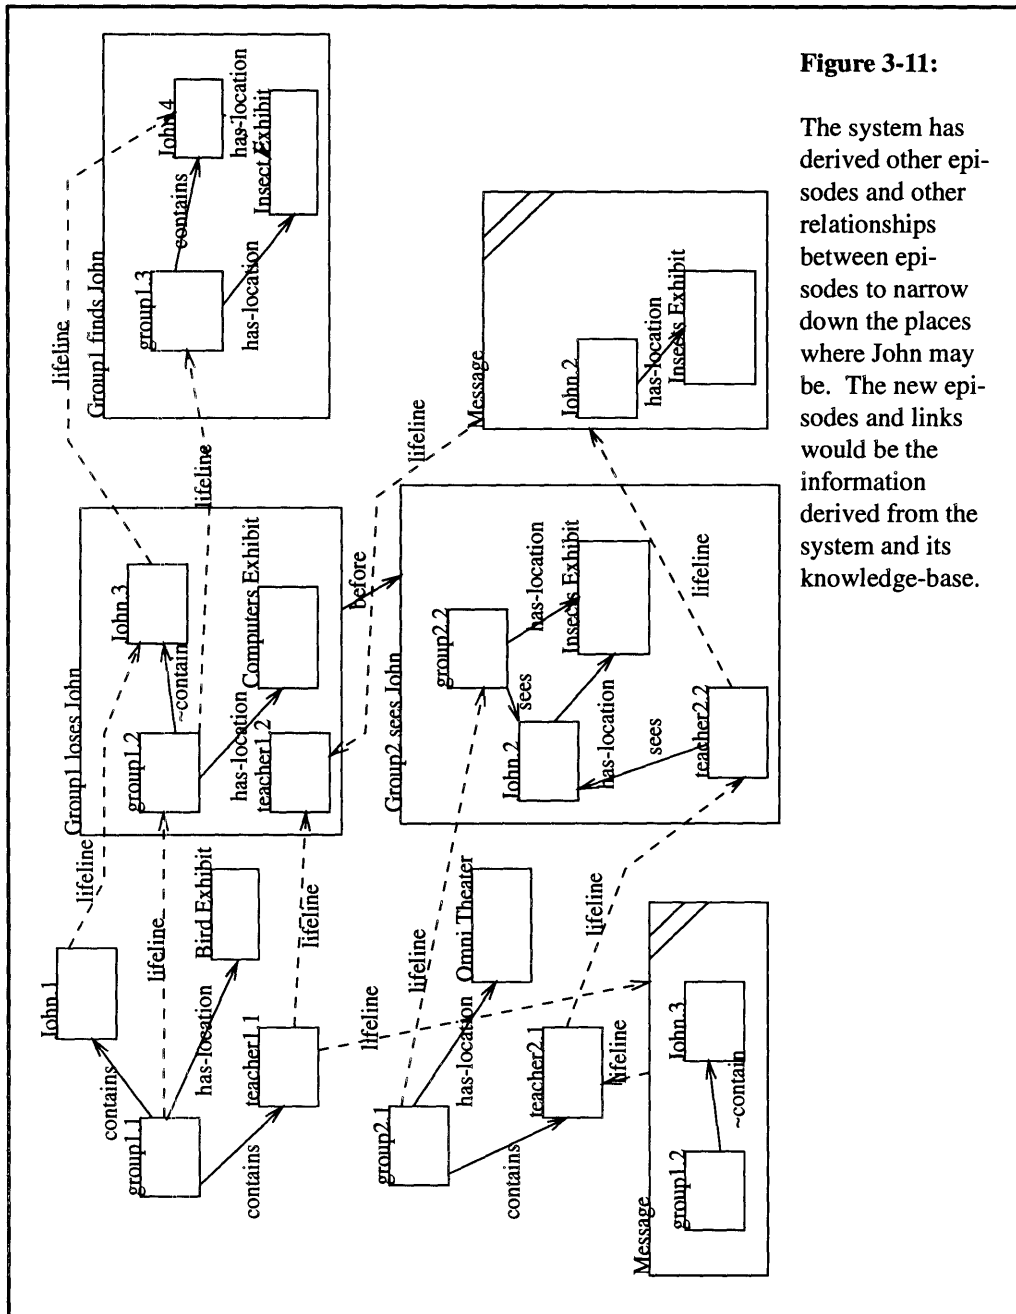 Figure 3-11:
The system has
derived other epi-
sodes and other
relationships
between epi-
sodes to narrow
down the places
where John may
be. The new epi-
sodes and links
would be the
information
derived from the
system and its
knowledge-base.
John.1
contains
group1.1
lifeline
lifeline
has-location
Bird Exhibit
contains
teacher1.1
lifeline
Group1 loses John
John.3
~contain
group1.2
has-location
Computers Exhibit
teacher1.2
lifeline
lifeline
Group1 finds John
John.4
contains
has-location
Insect Exhibit
group1.3
has-location
before
lifeline
lifeline
group2.1
lifeline
has-location
Omni Theater
contains
teacher2.1
lifeline
lifeline
Group2 sees John
group2.2
has-location
Insects Exhibit
sees
John.2
has-location
sees
teacher2.2
lifeline
Message
John.2
has-location
Insects Exhibit
Message
group1.2
~contain
John.3